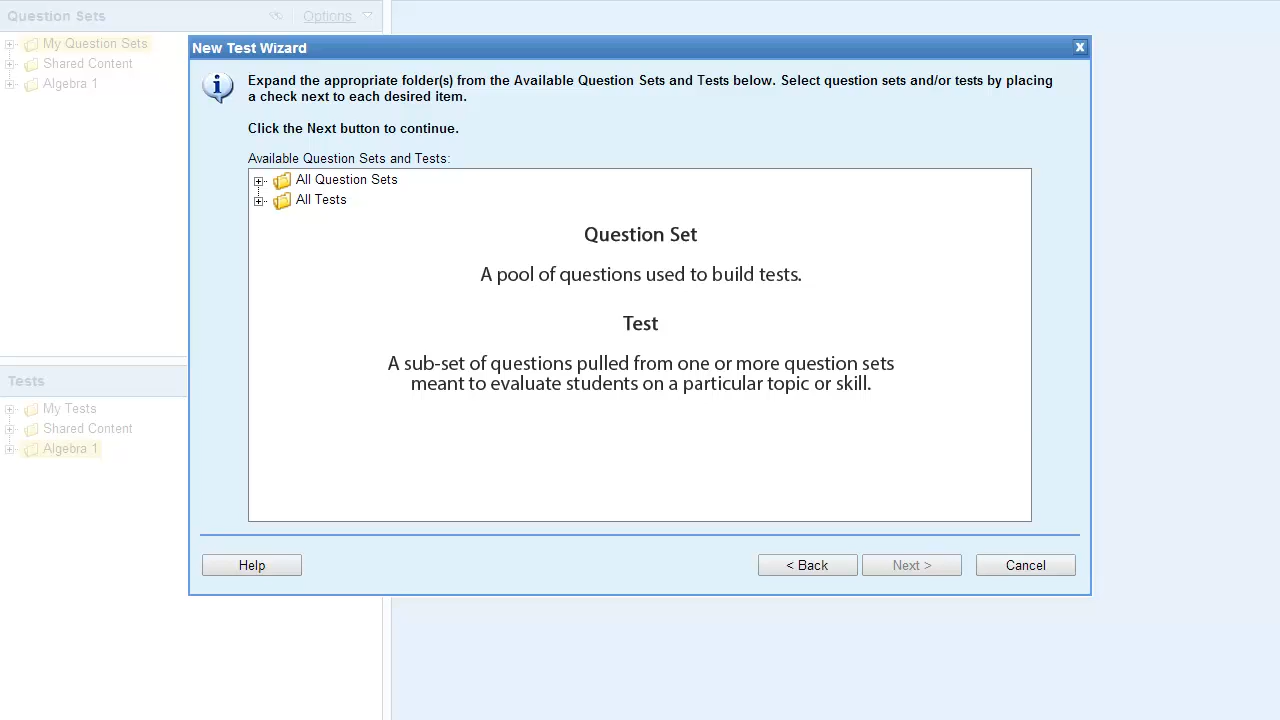 Question Sets
Options
My Question Sets
Shared Content
Algebra 1
New Test Wizard
x
Expand the appropriate folder(s) from the Available Question Sets and Tests below. Select question sets and/or tests by placing
a check next to each desired item.
Click the Next button to continue.
Available Question Sets and Tests:
All Question Sets
All Tests
Question Set
A pool of questions used to build tests.
Test
A sub-set of questions pulled from one or more question sets
meant to evaluate students on a particular topic or skill.
Help
< Back
Next >
Cancel
Tests
My Tests
Shared Content
Algebra 1